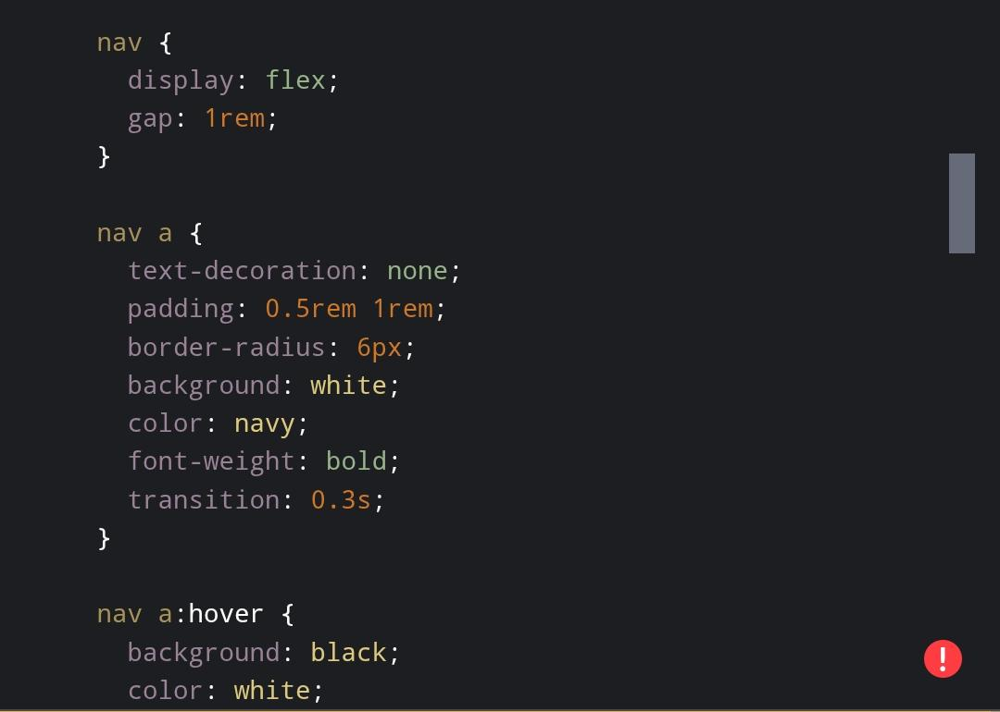 nav {
  display: flex;
  gap: 1rem;
}

nav a {
  text-decoration: none;
  padding: 0.5rem 1rem;
  border-radius: 6px;
  background: white;
  color: navy;
  font-weight: bold;
  transition: 0.3s;
}

nav a:hover {
  background: black;
  color: white;